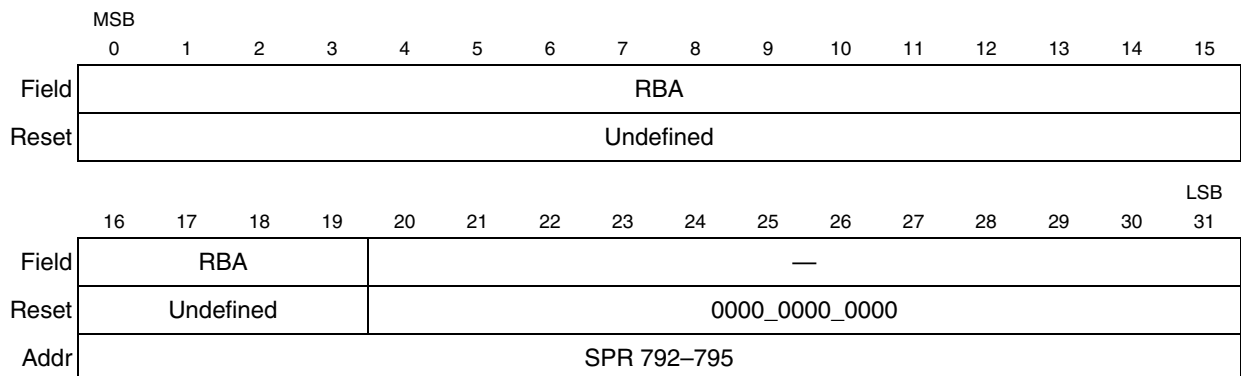 MSB
0 1 2 3 4 5 6 7 8 9 10 11 12 13 14 15
Field RBA
Reset Undefined
LSB
16 17 18 19 20 21 22 23 24 25 26 27 28 29 30 31
Field RBA —
Reset Undefined 0000_0000_0000
Addr SPR 792–795